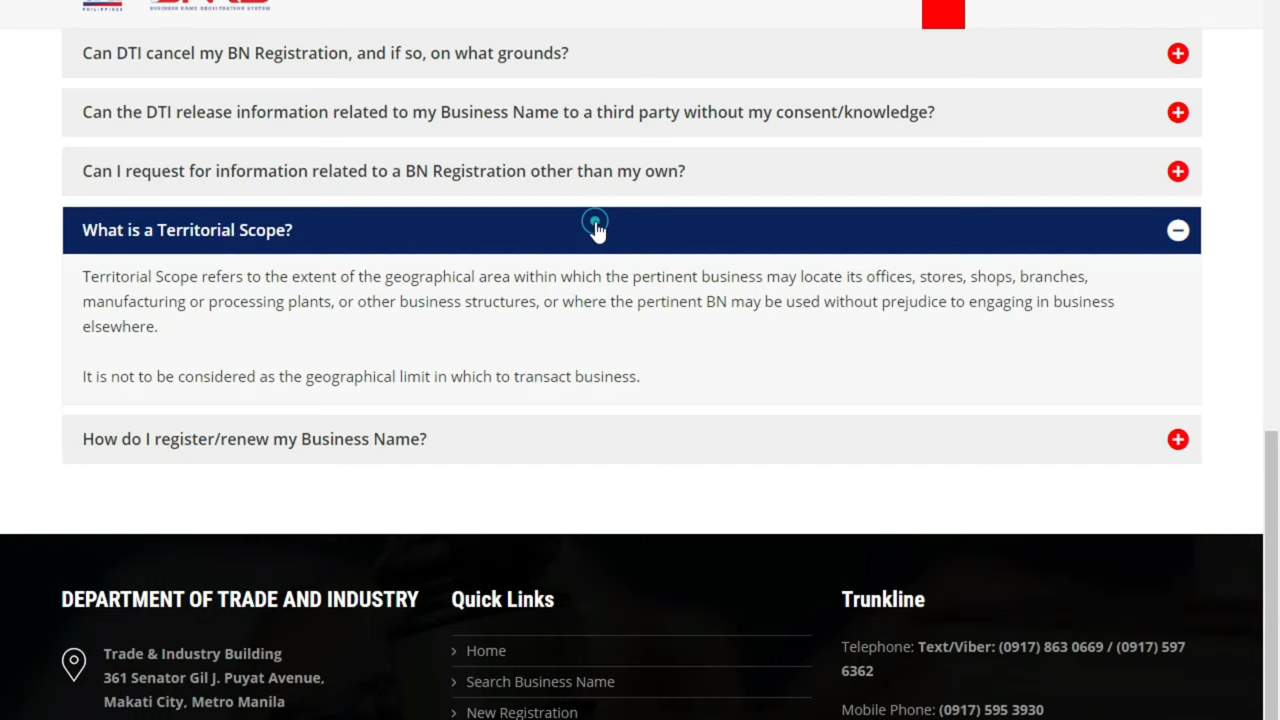 PHILIPPINES
BUSINESS NAME REGISTRATION SYSTEM
Can DTI cancel my BN Registration, and if so, on what grounds?
Can the DTI release information related to my Business Name to a third party without my consent/knowledge?
Can I request for information related to a BN Registration other than my own?
What is a Territorial Scope?
Territorial Scope refers to the extent of the geographical area within which the pertinent business may locate its offices, stores, shops, branches,
manufacturing or processing plants, or other business structures, or where the pertinent BN may be used without prejudice to engaging in business
elsewhere.
It is not to be considered as the geographical limit in which to transact business.
How do I register/renew my Business Name?
DEPARTMENT OF TRADE AND INDUSTRY
Trade & Industry Building
361 Senator Gil J. Puyat Avenue,
Makati City, Metro Manila
Quick Links
Home
Search Business Name
New Registration
Trunkline
Telephone: Text/Viber: (0917) 863 0669 / (0917) 597
6362
Mobile Phone: (0917) 595 3930